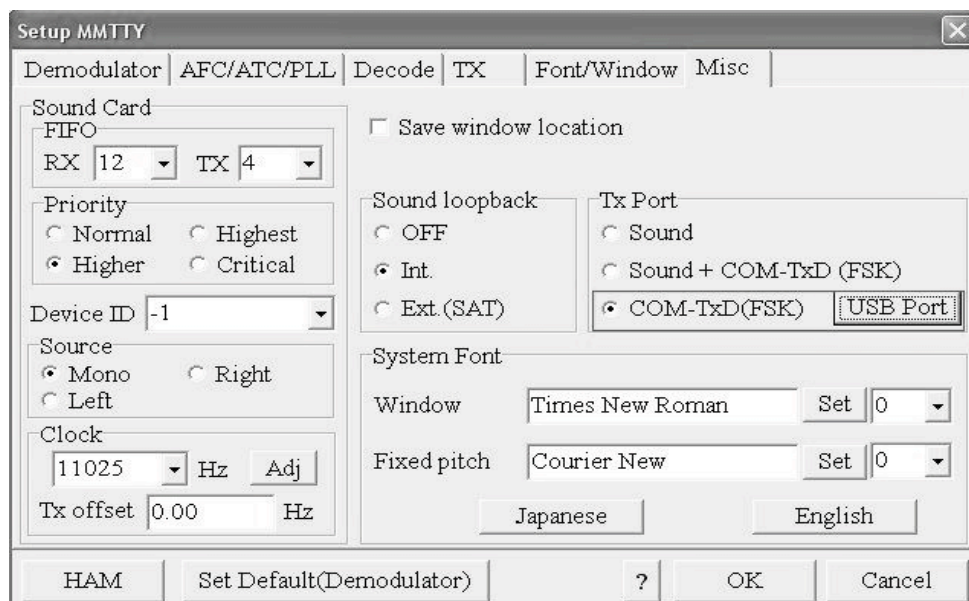 Setup MMTTY
Demodulator AFC/ATC/PLL Decode TX Font/Window Misc
Sound Card
FIFO
RX 12 TX 4
Priority
Normal Highest
Higher Critical
Device ID -1
Source
Mono Right
Left
Clock
11025 Hz Adj
Tx offset 0.00 Hz
Save window location
Sound loopback
OFF
Int.
Ext.(SAT)
Tx Port
Sound
Sound + COM-TxD (FSK)
COM-TxD(FSK) USB Port
System Font
Window Times New Roman Set 0
Fixed pitch Courier New Set 0
Japanese English
HAM Set Default(Demodulator) ? OK Cancel